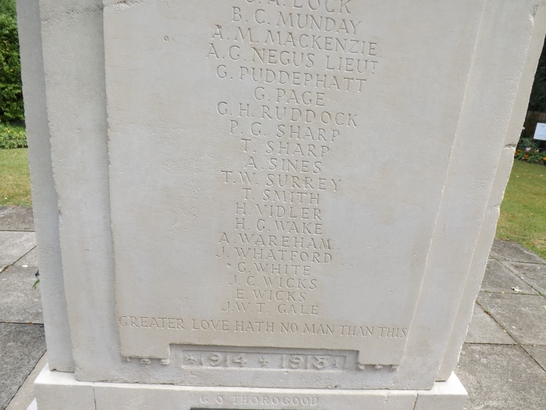 LOCK
B. C. MUNDAY
A. M. MACKENZIE
A. G. NEGUS LIEUT
G. PUDDEPHATT
G. PAGE
G. H. RUDDOCK
P. G. SHARP
T. SHARP
A. SINES
T. W. SURREY
T. SMITH
H. VIDLER
H. G. WAKE
A. WAREHAM
J. WHATFORD
G. WHITE
J. C. WICKS
E. WICKS
J. W. T. GALE
GREATER LOVE HATH NO MAN THAN THIS
1914 1918
G O THOROGOOD